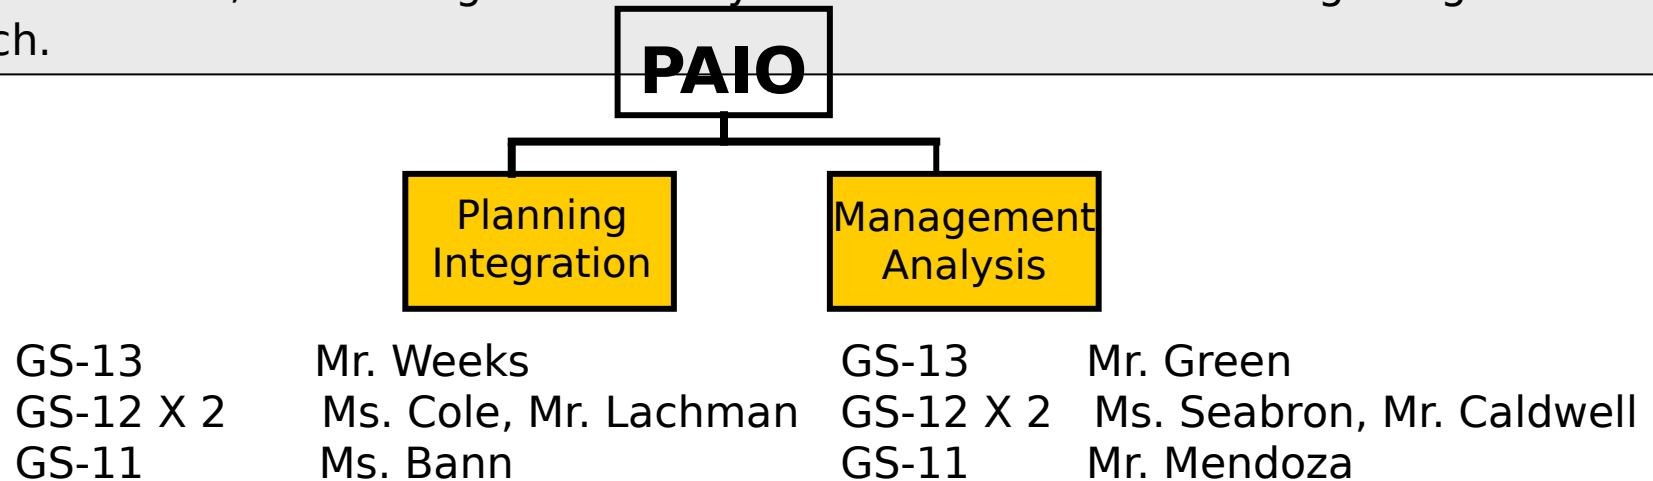 ch.
PAIO
Planning
Integration
Management
Analysis
GS-13 Mr. Weeks
GS-12 X 2 Ms. Cole, Mr. Lachman
GS-11 Ms. Bann
GS-13 Mr. Green
GS-12 X 2 Ms. Seabron, Mr. Caldwell
GS-11 Mr. Mendoza